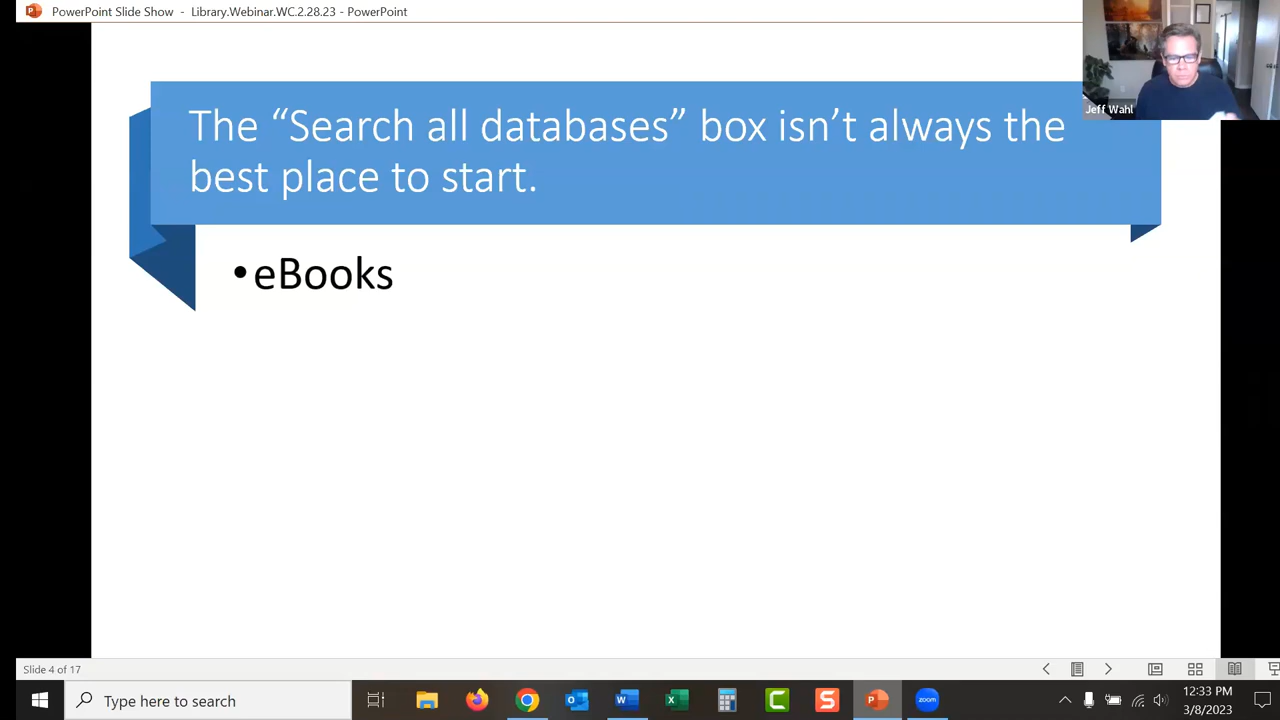 PowerPoint Slide Show - Library.Webinar.WC.2.28.23 - PowerPoint
Jeff Wahl
The “Search all databases” box isn’t always the
best place to start.
•eBooks
Slide 4 of 17
Type here to search
12:33 PM
3/8/2023